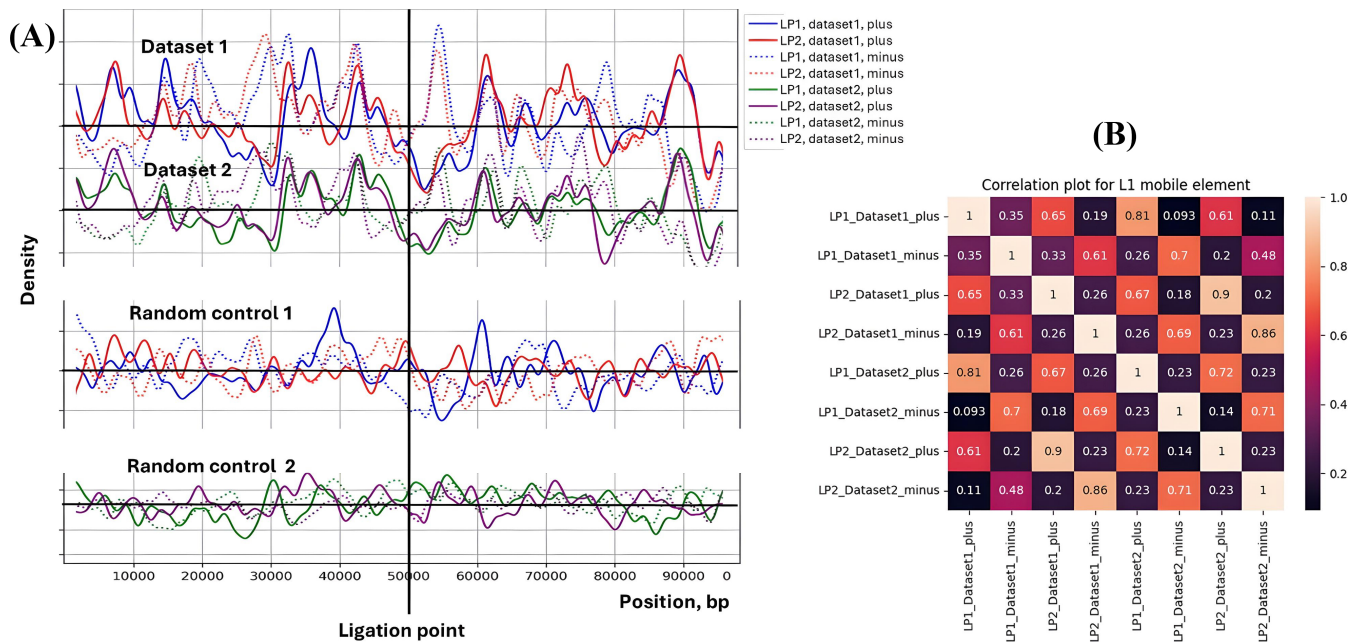 (A)
Dataset 1
Dataset 2
Random control 1
Random control 2
Density
10000 20000 30000 40000 50000 60000 70000 80000 90000 0
Position, bp
Ligation point
LP1, dataset1, plus
LP2, dataset1, plus
LP1, dataset1, minus
LP2, dataset1, minus
LP1, dataset2, plus
LP2, dataset2, plus
LP1, dataset2, minus
LP2, dataset2, minus
(B)
Correlation plot for L1 mobile element
LP1_Dataset1_plus 1 0.35 0.65 0.19 0.81 0.093 0.61 0.11
LP1_Dataset1_minus 0.35 1 0.33 0.61 0.26 0.7 0.2 0.48
LP2_Dataset1_plus 0.65 0.33 1 0.26 0.67 0.18 0.9 0.2
LP2_Dataset1_minus 0.19 0.61 0.26 1 0.26 0.69 0.23 0.86
LP1_Dataset2_plus 0.81 0.26 0.67 0.26 1 0.23 0.72 0.23
LP1_Dataset2_minus 0.093 0.7 0.18 0.69 0.23 1 0.14 0.71
LP2_Dataset2_plus 0.61 0.2 0.9 0.23 0.72 0.14 1 0.23
LP2_Dataset2_minus 0.11 0.48 0.2 0.86 0.23 0.71 0.23 1
LP1_Dataset1_plus
LP1_Dataset1_minus
LP2_Dataset1_plus
LP2_Dataset1_minus
LP1_Dataset2_plus
LP1_Dataset2_minus
LP2_Dataset2_plus
LP2_Dataset2_minus
1.0
0.8
0.6
0.4
0.2